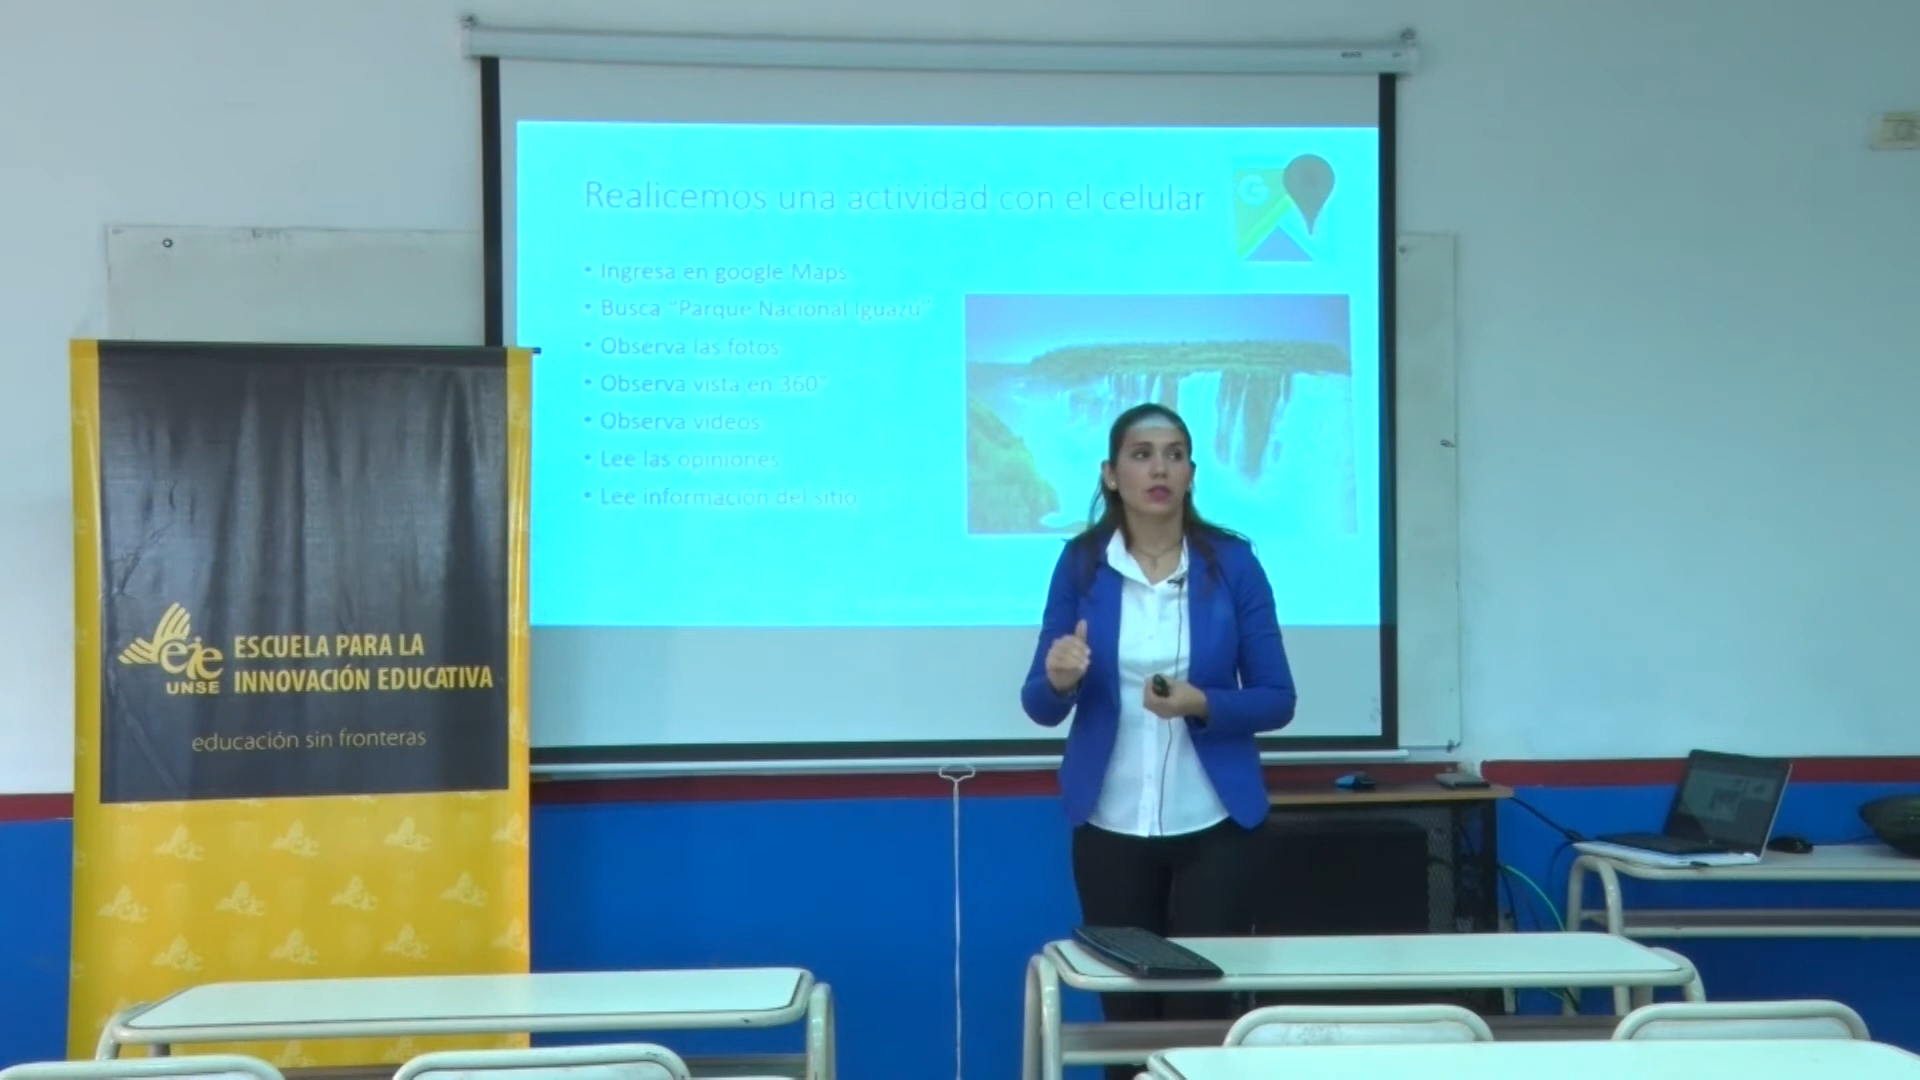 Realicemos una actividad con el celular
G
• Ingresa en google Maps
• Busca "Parque Nacional Iguazú"
• Observa las fotos
• Observa vista en 360°
• Observa videos
• Lee las opiniones
• Lee información del sitio
eie
UNSE
ESCUELA PARA LA
INNOVACIÓN EDUCATIVA
educación sin fronteras